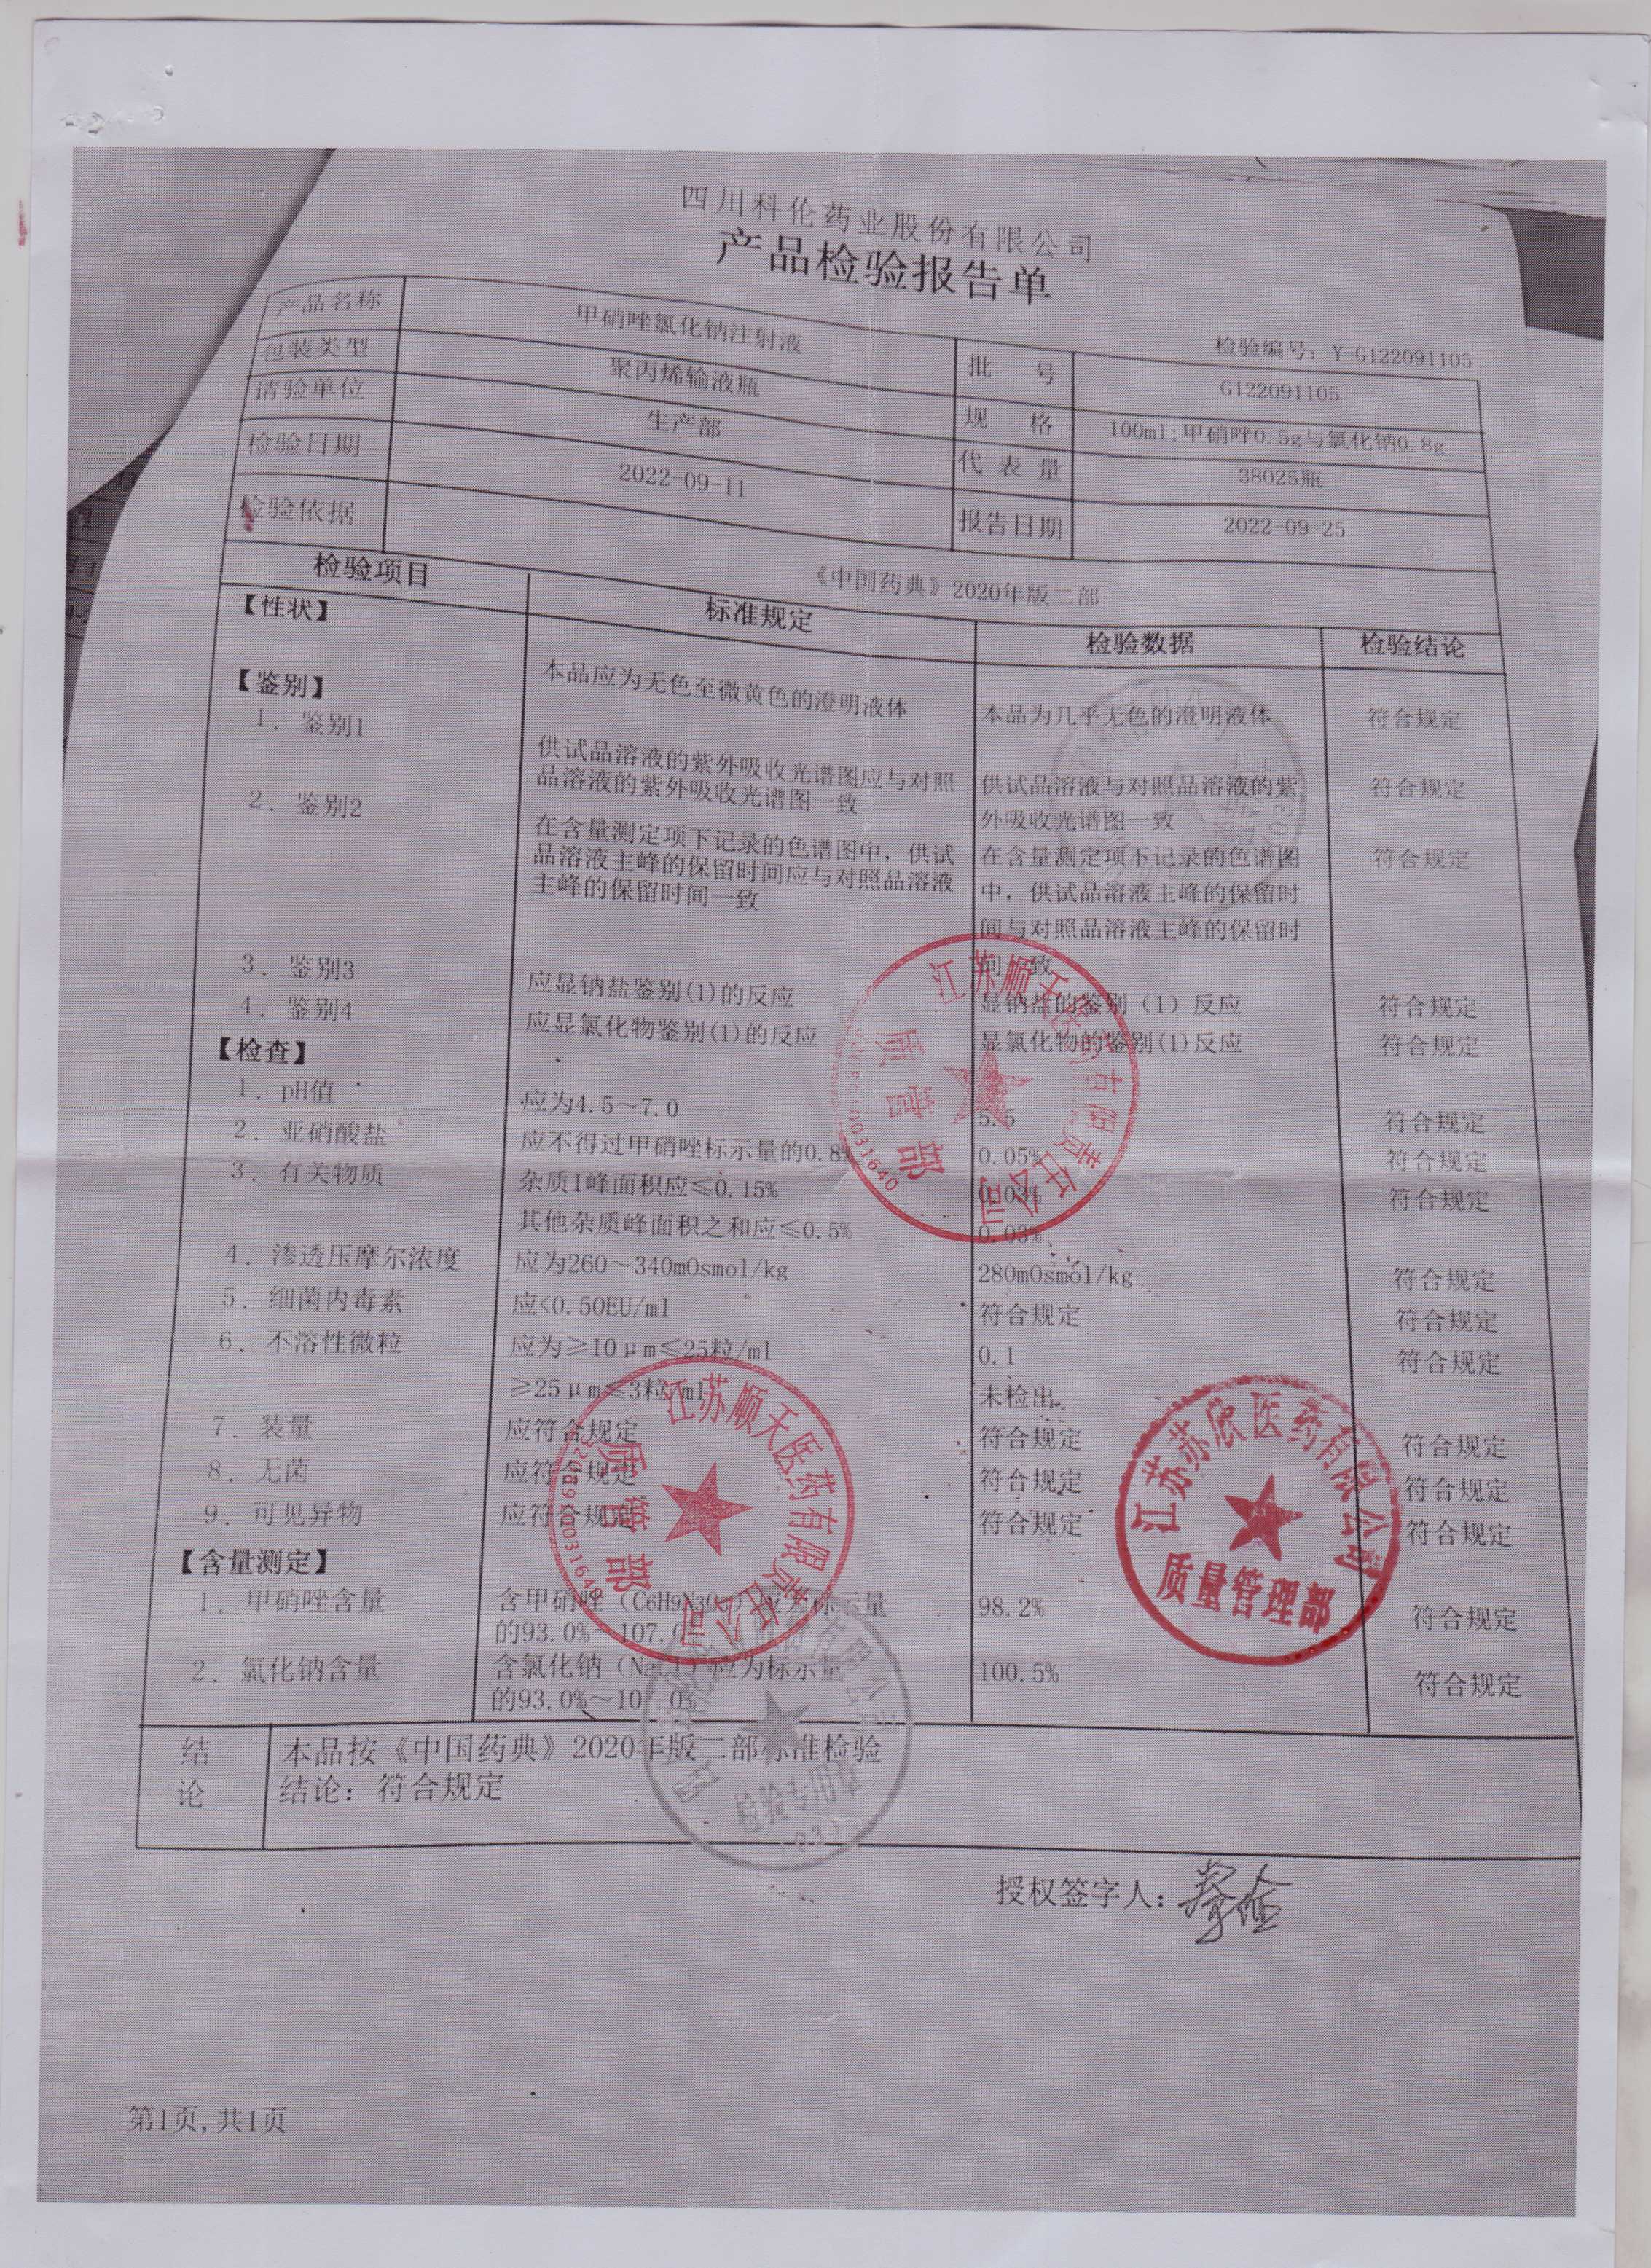 四川科伦药业股份有限公司
产品检验报告单
检验编号：Y-G122091105
产品名称 甲硝唑氯化钠注射液 批 号 G122091105
包装类型 聚丙烯输液瓶 规 格 100ml:甲硝唑0.5g与氯化钠0.8g
请验单位 生产部 代表量 38025瓶
检验日期 2022-09-11 报告日期 2022-09-25
检验依据 《中国药典》2020年版二部
检验项目 标准规定 检验数据 检验结论
【性状】 本品应为无色至微黄色的澄明液体 本品为几乎无色的澄明液体 符合规定
【鉴别】
1. 鉴别1 供试品溶液的紫外吸收光谱图应与对照 供试品溶液与对照品溶液的紫 符合规定
品溶液的紫外吸收光谱图一致 外吸收光谱图一致
2. 鉴别2 在含量测定项下记录的色谱图中，供试 在含量测定项下记录的色谱图 符合规定
品溶液主峰的保留时间应与对照品溶液 中，供试品溶液主峰的保留时
主峰的保留时间一致 间与对照品溶液主峰的保留时
间一致
3. 鉴别3 应显钠盐鉴别(1)的反应 显钠盐的鉴别（1）反应 符合规定
4. 鉴别4 应显氯化物鉴别(1)的反应 显氯化物的鉴别(1)反应 符合规定
【检查】
1. pH值 应为4.5～7.0 5.5 符合规定
2. 亚硝酸盐 应不得过甲硝唑标示量的0.8% 0.05% 符合规定
3. 有关物质 杂质I峰面积应≤0.15% 0.03% 符合规定
其他杂质峰面积之和应≤0.5% 0.03%
4. 渗透压摩尔浓度 应为260～340mOsmol/kg 280mOsmol/kg 符合规定
5. 细菌内毒素 应<0.50EU/ml 符合规定 符合规定
6. 不溶性微粒 应为≥10μm≤25粒/ml 0.1 符合规定
≥25μm≤3粒/ml 未检出
7. 装量 应符合规定 符合规定 符合规定
8. 无菌 应符合规定 符合规定 符合规定
9. 可见异物 应符合规定 符合规定 符合规定
【含量测定】
1. 甲硝唑含量 含甲硝唑（C6H9N3O3）应为标示量 98.2% 符合规定
的93.0%～107.0%
2. 氯化钠含量 含氯化钠（NaCl）应为标示量 100.5% 符合规定
的93.0%～107.0%
结论 本品按《中国药典》2020年版二部标准检验
结论：符合规定
授权签字人：
第1页,共1页
江苏顺天医药有限责任公司
质管部
3208910031640
江苏顺天医药有限责任公司
质管部
3208910031640
江苏苏欣医药有限公司
质量管理部
检验专用章
(03)